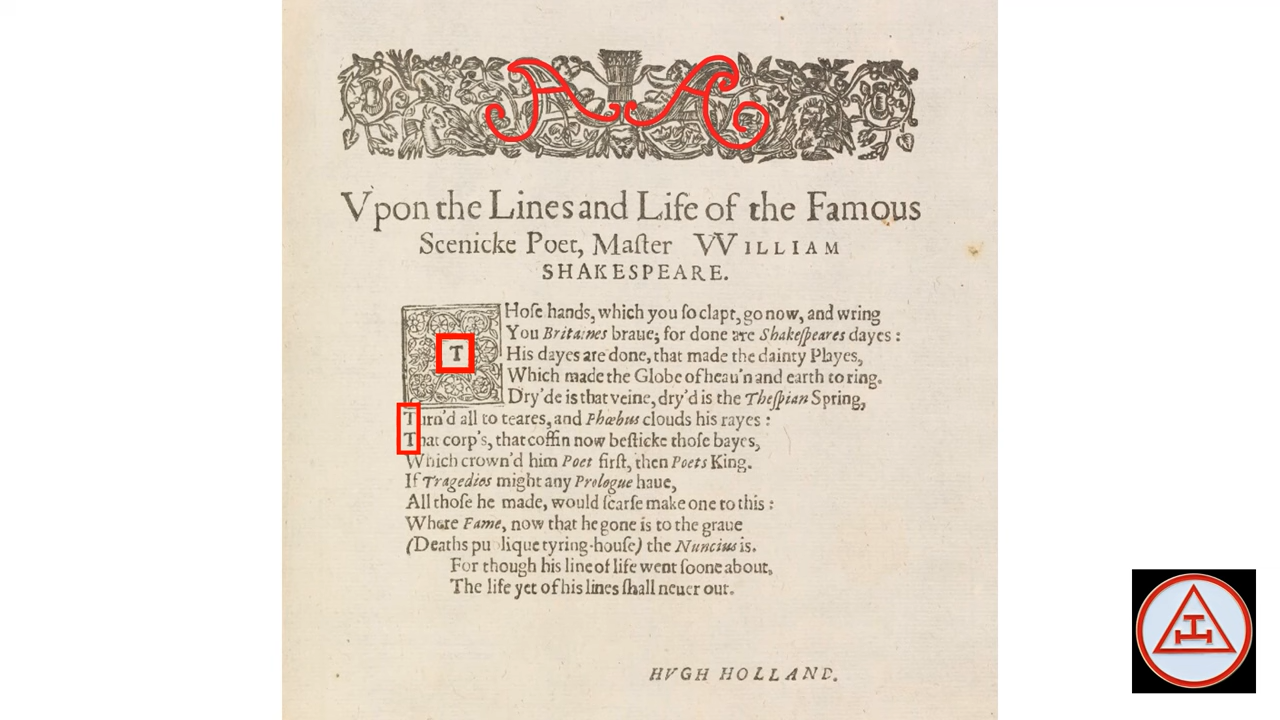 A A
Vpon the Lines and Life of the Famous
Scenicke Poet, Maſter VVILLIAM
SHAKESPEARE.
THoſe hands, which you ſo clapt, go now, and wring
You Britaines braue; for done are Shakeſpeares dayes :
His dayes are done, that made the dainty Playes,
Which made the Globe of heau'n and earth to ring.
Dry'de is that veine, dry'd is the Theſpian Spring,
Turn'd all to teares, and Phœbus clouds his rayes :
That corp's, that coffin now beſticke thoſe bayes,
Which crown'd him Poet firſt, then Poets King.
If Tragedies might any Prologue haue,
All thoſe he made, would ſcarſe make one to this :
Where Fame, now that he gone is to the graue
(Deaths publique tyring-houſe) the Nuncius is.
For though his line of life went ſoone about,
The life yet of his lines ſhall neuer out.
HVGH HOLLAND.